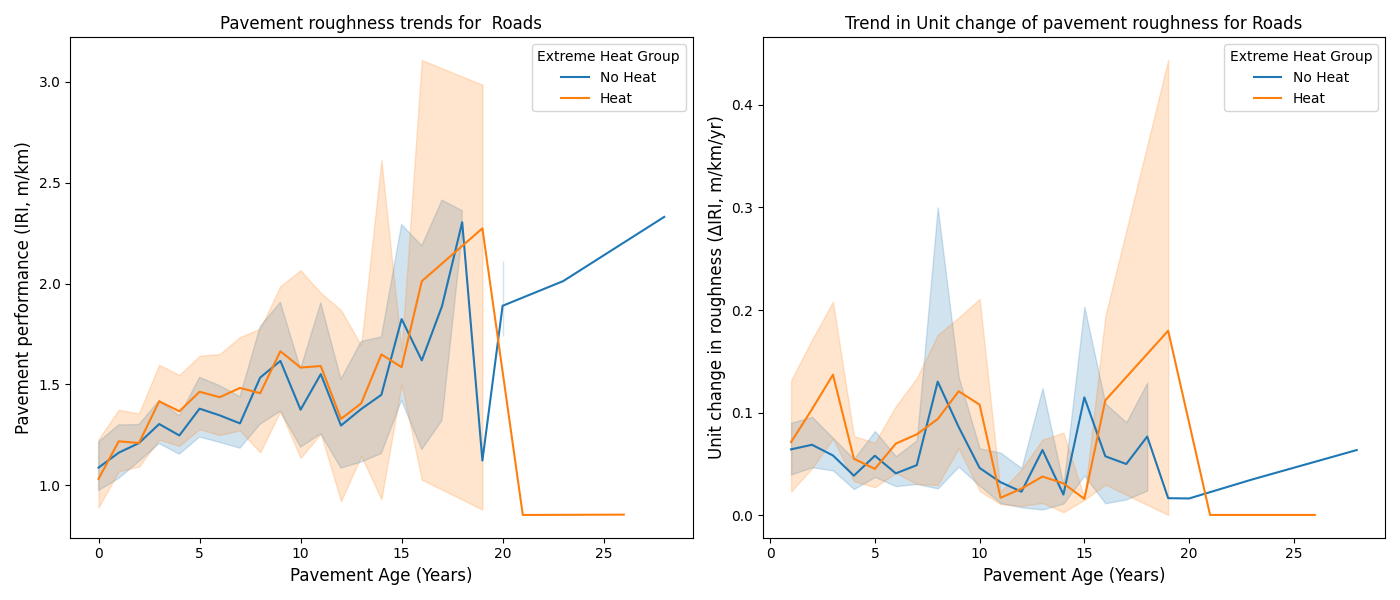 Pavement roughness trends for  Roads
Pavement performance (IRI, m/km)
3.0
2.5
2.0
1.5
1.0
Extreme Heat Group
No Heat
Heat
0 5 10 15 20 25
Pavement Age (Years)
Trend in Unit change of pavement roughness for Roads
Unit change in roughness (ΔIRI, m/km/yr)
0.4
0.3
0.2
0.1
0.0
Extreme Heat Group
No Heat
Heat
0 5 10 15 20 25
Pavement Age (Years)